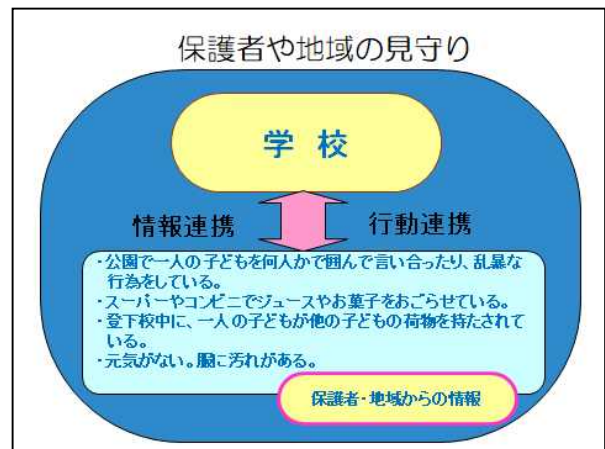 保護者や地域の見守り
学 校
情報連携
行動連携
・公園で一人の子どもを何人かで囲んで言い合ったり、乱暴な
行為をしている。
・スーパーやコンビニでジュースやお菓子をおごらせている。
・登下校中に、一人の子どもが他の子どもの荷物を持たされて
いる。
・元気がない。服に汚れがある。
保護者・地域からの情報